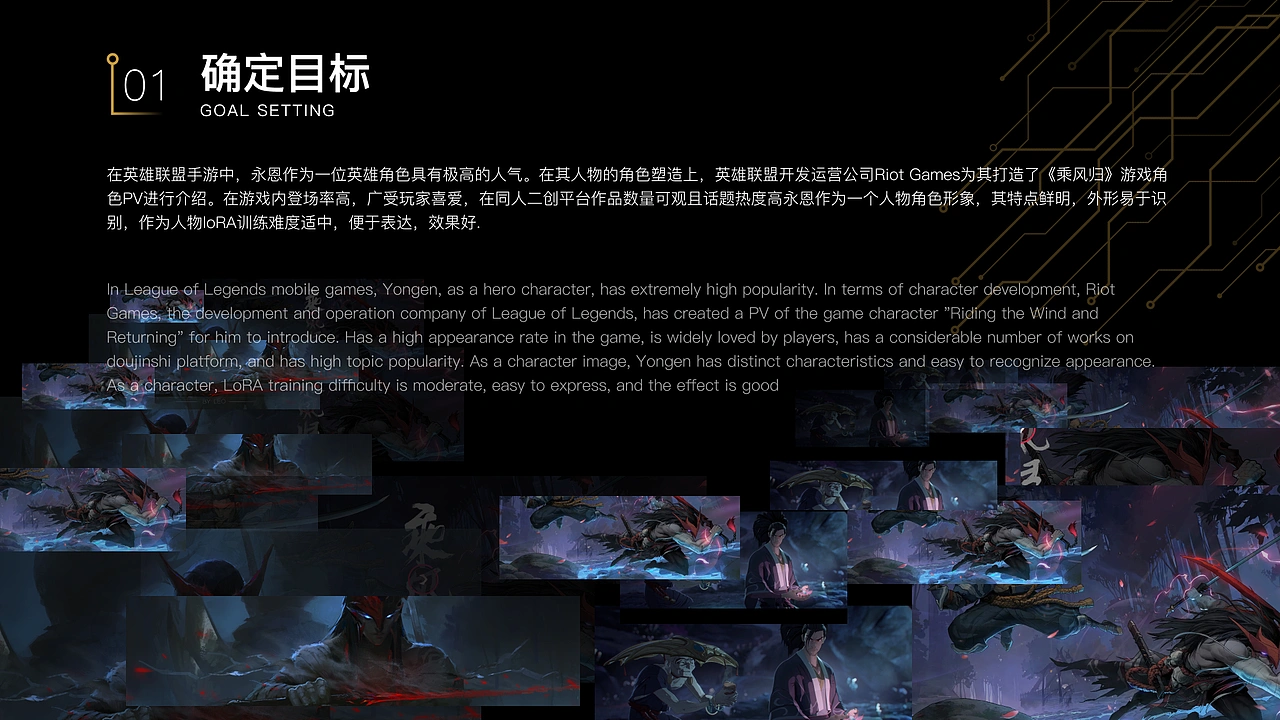 01
确定目标
GOAL SETTING
在英雄联盟手游中，永恩作为一位英雄角色具有极高的人气。在其人物的角色塑造上，英雄联盟开发运营公司Riot Games为其打造了《乘风归》游戏角
色PV进行介绍。在游戏内登场率高，广受玩家喜爱，在同人二创平台作品数量可观且话题热度高永恩作为一个人物角色形象，其特点鲜明，外形易于识
别，作为人物loRA训练难度适中，便于表达，效果好.
In League of Legends mobile games, Yongen, as a hero character, has extremely high popularity. In terms of character development, Riot
Games, the development and operation company of League of Legends, has created a PV of the game character "Riding the Wind and
Returning" for him to introduce. Has a high appearance rate in the game, is widely loved by players, has a considerable number of works on
doujinshi platform, and has high topic popularity. As a character image, Yongen has distinct characteristics and easy to recognize appearance.
As a character, LoRA training difficulty is moderate, easy to express, and the effect is good
乘